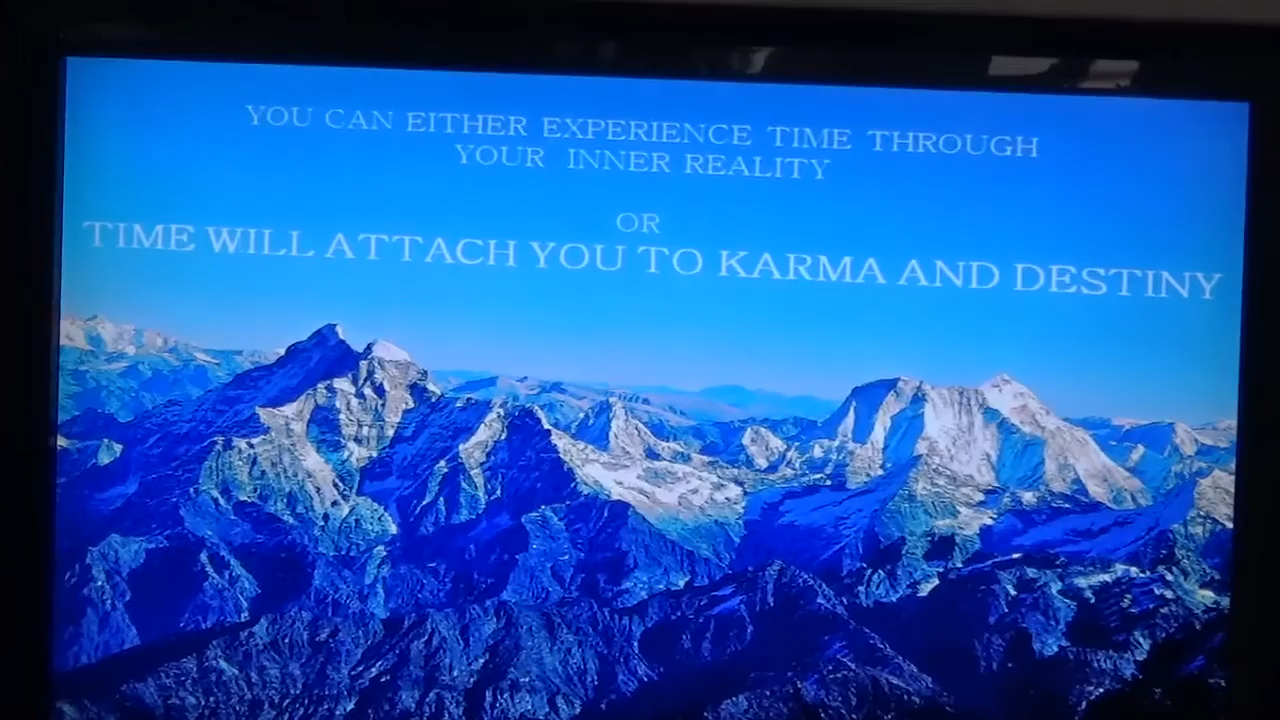 YOU CAN EITHER EXPERIENCE TIME THROUGH
YOUR INNER REALITY
OR
TIME WILL ATTACH YOU TO KARMA AND DESTINY